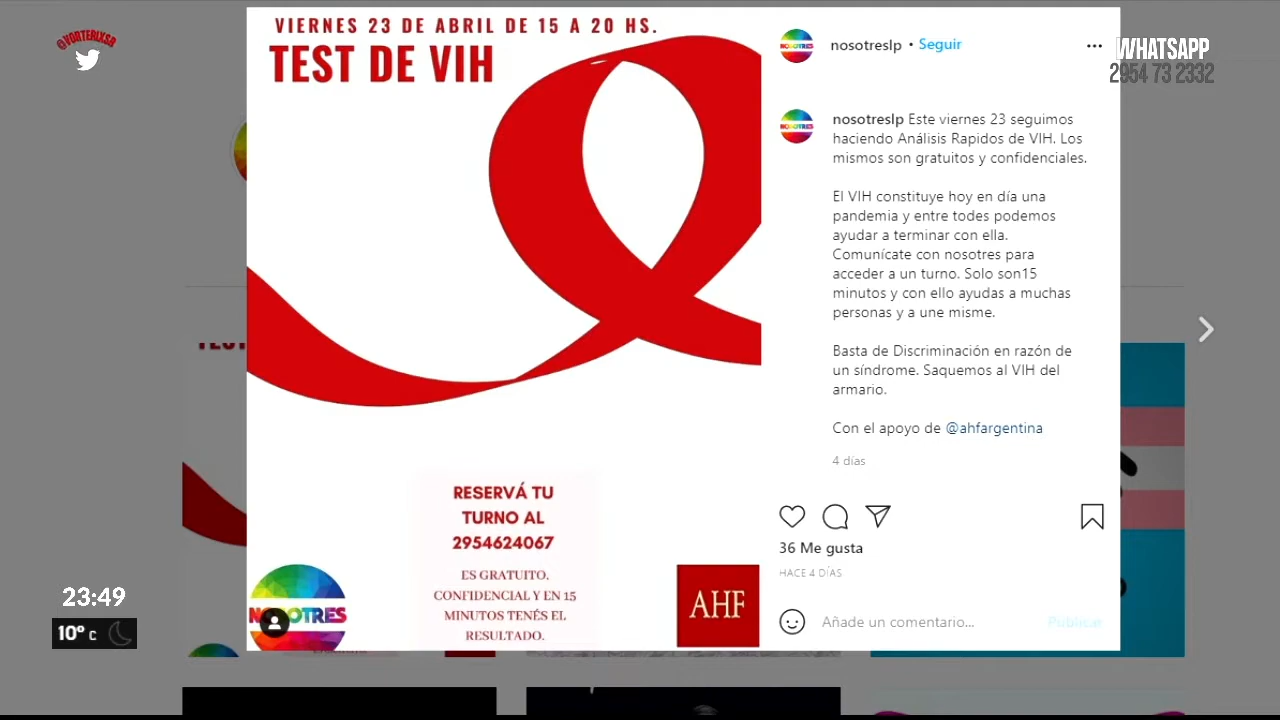 @VORTERIXSR
WHATSAPP
2954 73 2332
VIERNES 23 DE ABRIL DE 15 A 20 HS.
TEST DE VIH
RESERVÁ TU
TURNO AL
2954624067
ES GRATUITO.
CONFIDENCIAL Y EN 15
MINUTOS TENÉS EL
RESULTADO.
NOSOTRES
AHF
NOSOTRES
nosotreslp • Seguir
NOSOTRES
nosotreslp Este viernes 23 seguimos
haciendo Análisis Rapidos de VIH. Los
mismos son gratuitos y confidenciales.
El VIH constituye hoy en día una
pandemia y entre todes podemos
ayudar a terminar con ella.
Comunícate con nosotres para
acceder a un turno. Solo son15
minutos y con ello ayudas a muchas
personas y a une misme.
Basta de Discriminación en razón de
un síndrome. Saquemos al VIH del
armario.
Con el apoyo de @ahfargentina
4 días
36 Me gusta
HACE 4 DÍAS
Añade un comentario...
Publicar
23:49
10° c